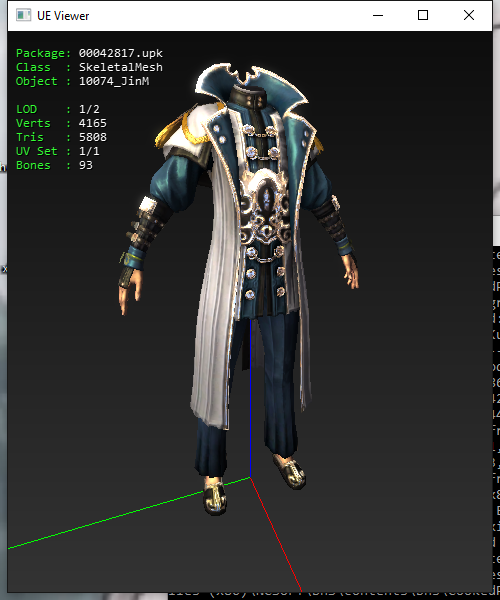 UE Viewer
Package: 00042817.upk
Class : SkeletalMesh
Object : 10074_JinM
LOD : 1/2
Verts : 4165
Tris : 5808
UV Set : 1/1
Bones : 93